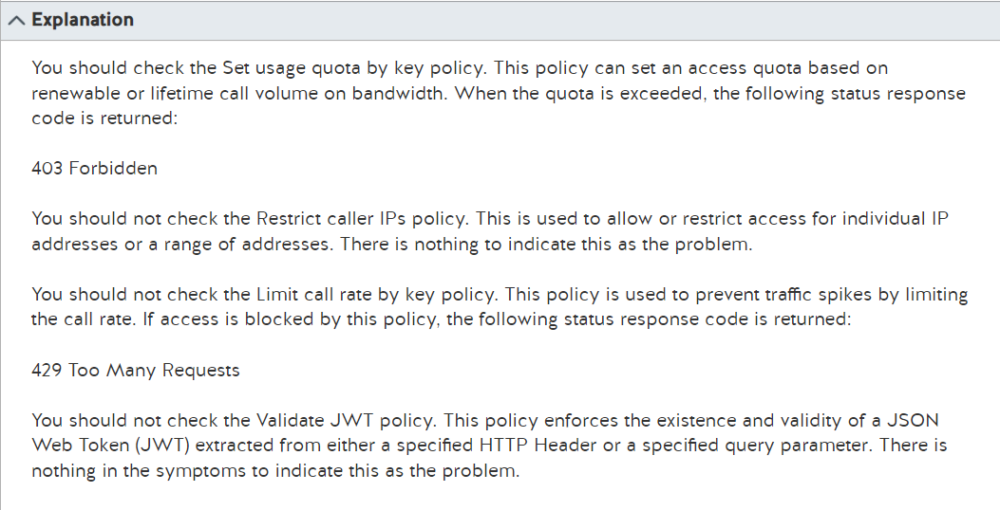 Explanation
You should check the Set usage quota by key policy. This policy can set an access quota based on
renewable or lifetime call volume on bandwidth. When the quota is exceeded, the following status response
code is returned:
403 Forbidden
You should not check the Restrict caller IPs policy. This is used to allow or restrict access for individual IP
addresses or a range of addresses. There is nothing to indicate this as the problem.
You should not check the Limit call rate by key policy. This policy is used to prevent traffic spikes by limiting
the call rate. If access is blocked by this policy, the following status response code is returned:
429 Too Many Requests
You should not check the Validate JWT policy. This policy enforces the existence and validity of a JSON
Web Token (JWT) extracted from either a specified HTTP Header or a specified query parameter. There is
nothing in the symptoms to indicate this as the problem.